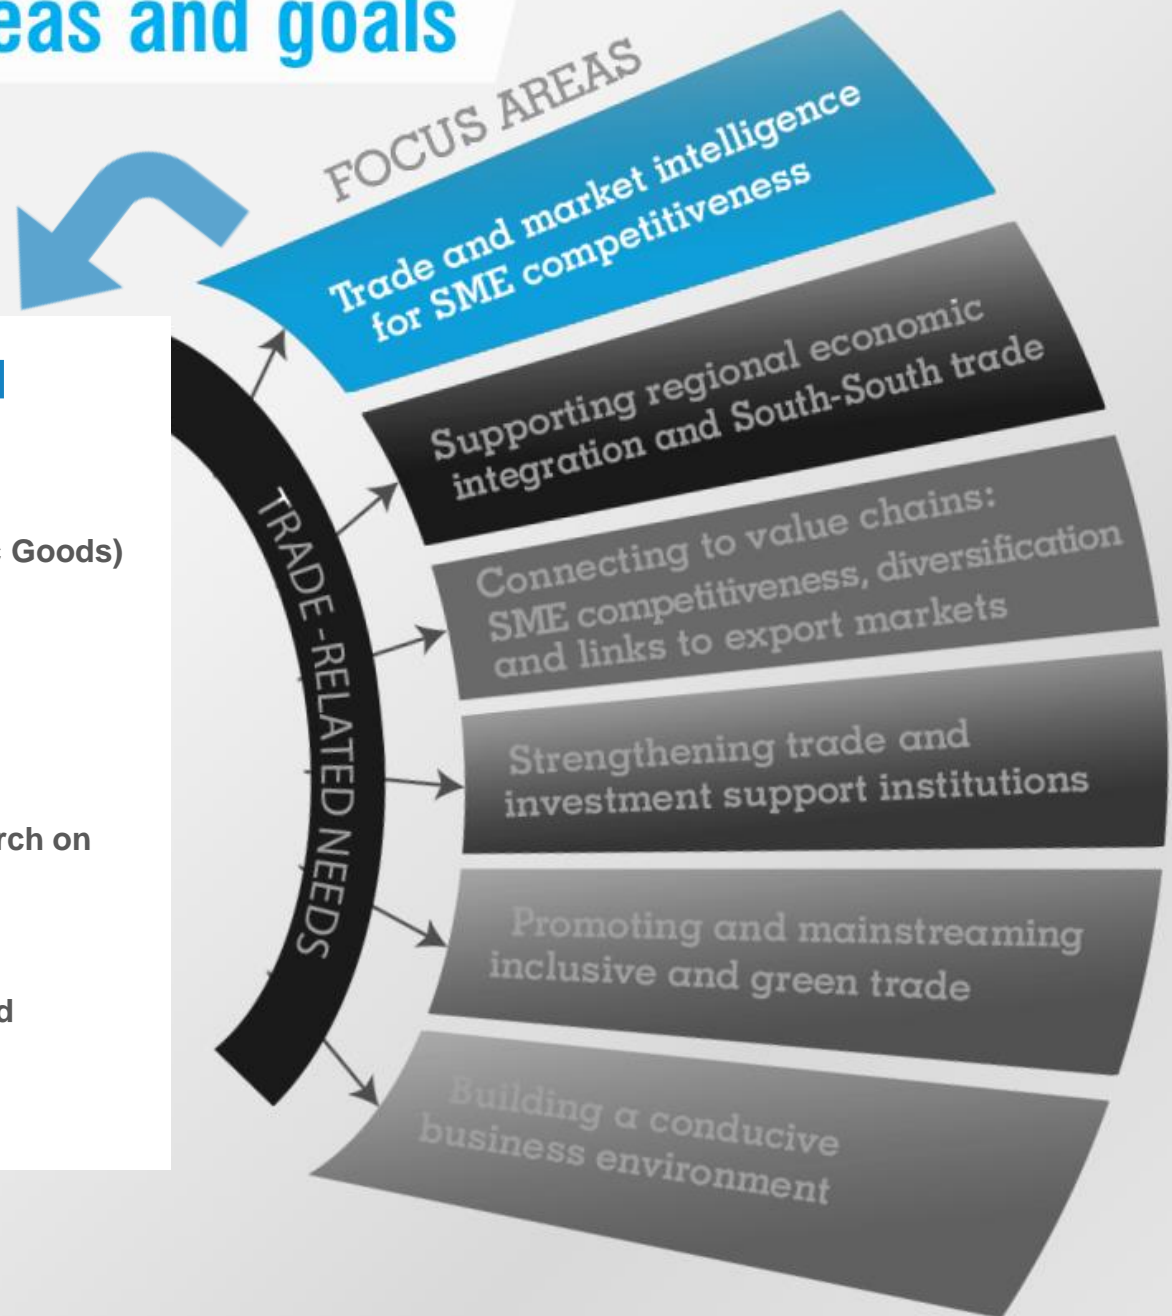 eas and goals
FOCUS AREAS
Trade and market intelligence
for SME competitiveness
Supporting regional economic
integration and South-South trade
Connecting to value chains:
SME competitiveness, diversification
and links to export markets
Strengthening trade and
investment support institutions
Promoting and mainstreaming
inclusive and green trade
Building a conducive
business environment
TRADE-RELATED NEEDS
Goods)
rch on
d